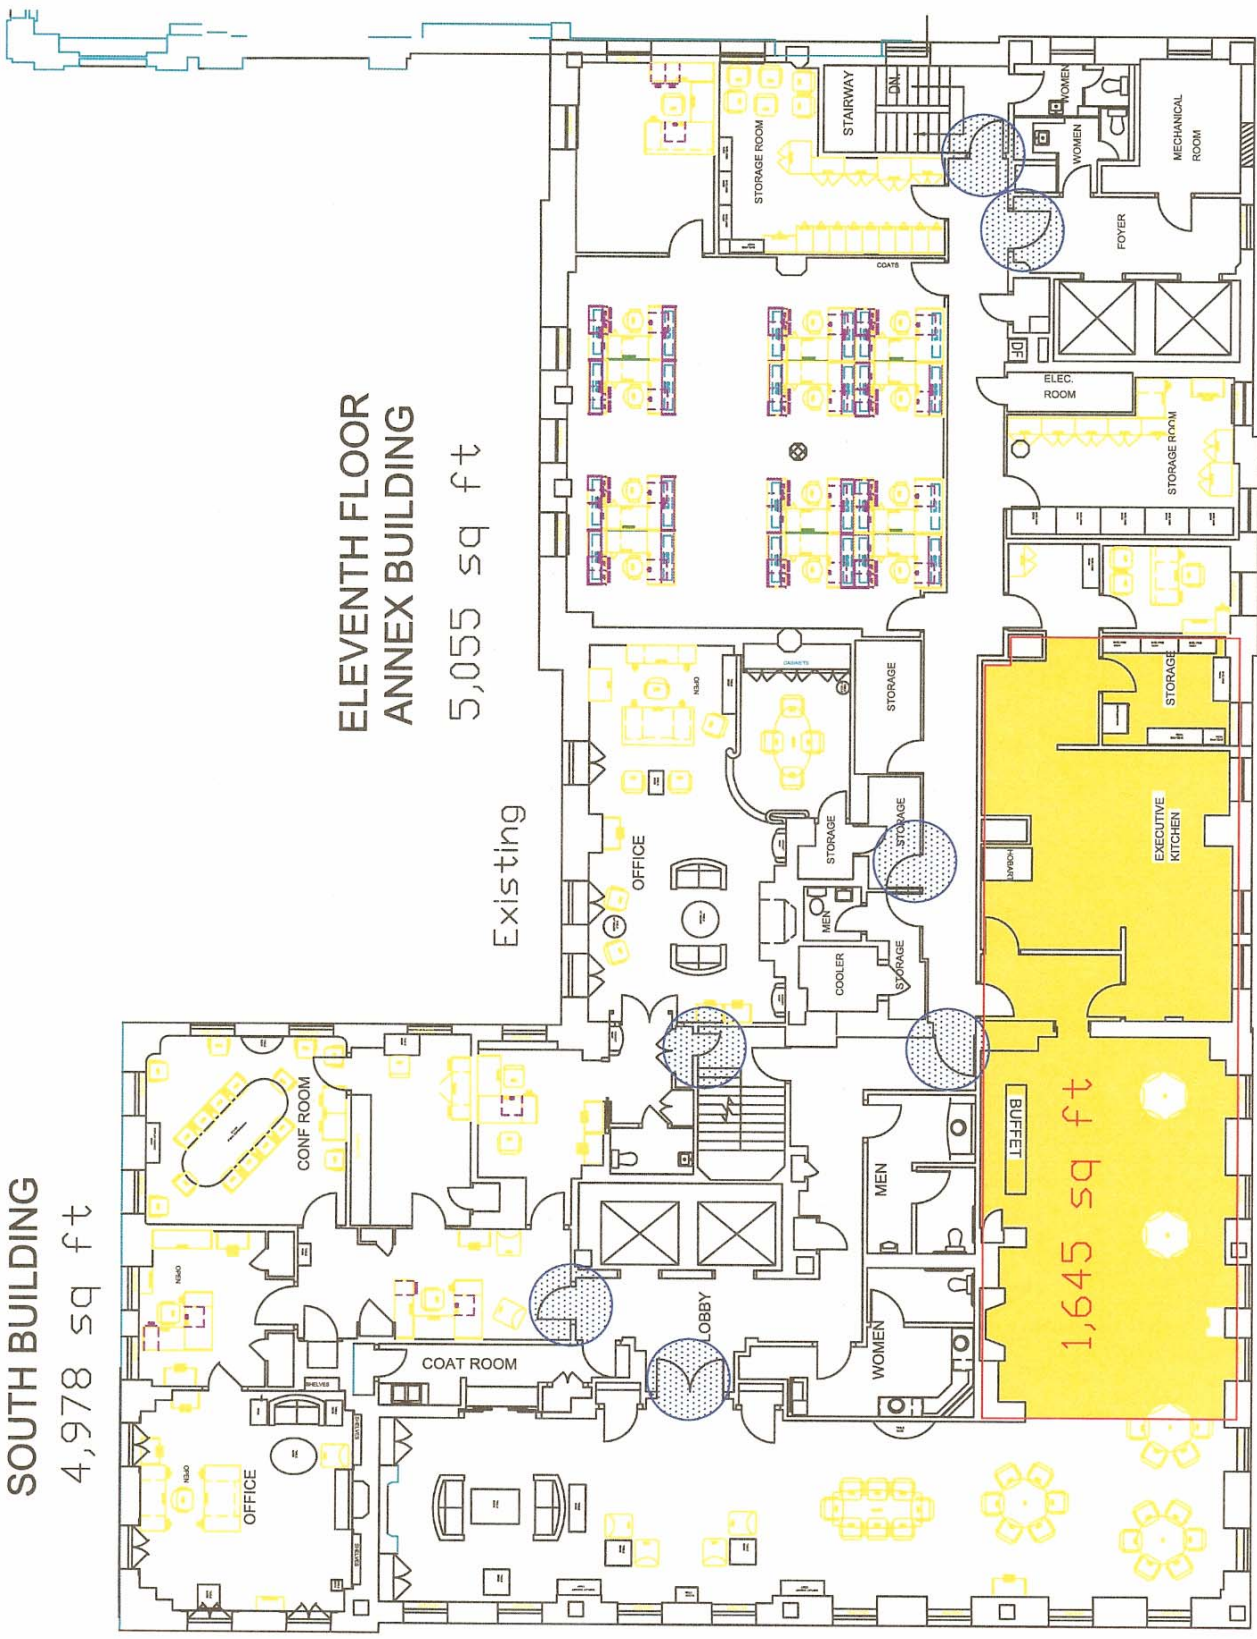 SOUTH BUILDING
4,978 sq ft
ELEVENTH FLOOR
ANNEX BUILDING
5,055 sq ft
Existing
OFFICE
OPEN
SHELVES
SHELVES
SHELVES
OPEN
CONF ROOM
COAT ROOM
LOBBY
WOMEN
MEN
OFFICE
OPEN
CABINETS
STORAGE
STORAGE
STORAGE
STORAGE
MEN
COOLER
STORAGE ROOM
COATS
STAIRWAY
DN.
WOMEN
WOMEN
MECHANICAL
ROOM
FOYER
DF
ELEC.
ROOM
STORAGE ROOM
STORAGE
EXECUTIVE
KITCHEN
HOBART
BUFFET
1,645 sq ft